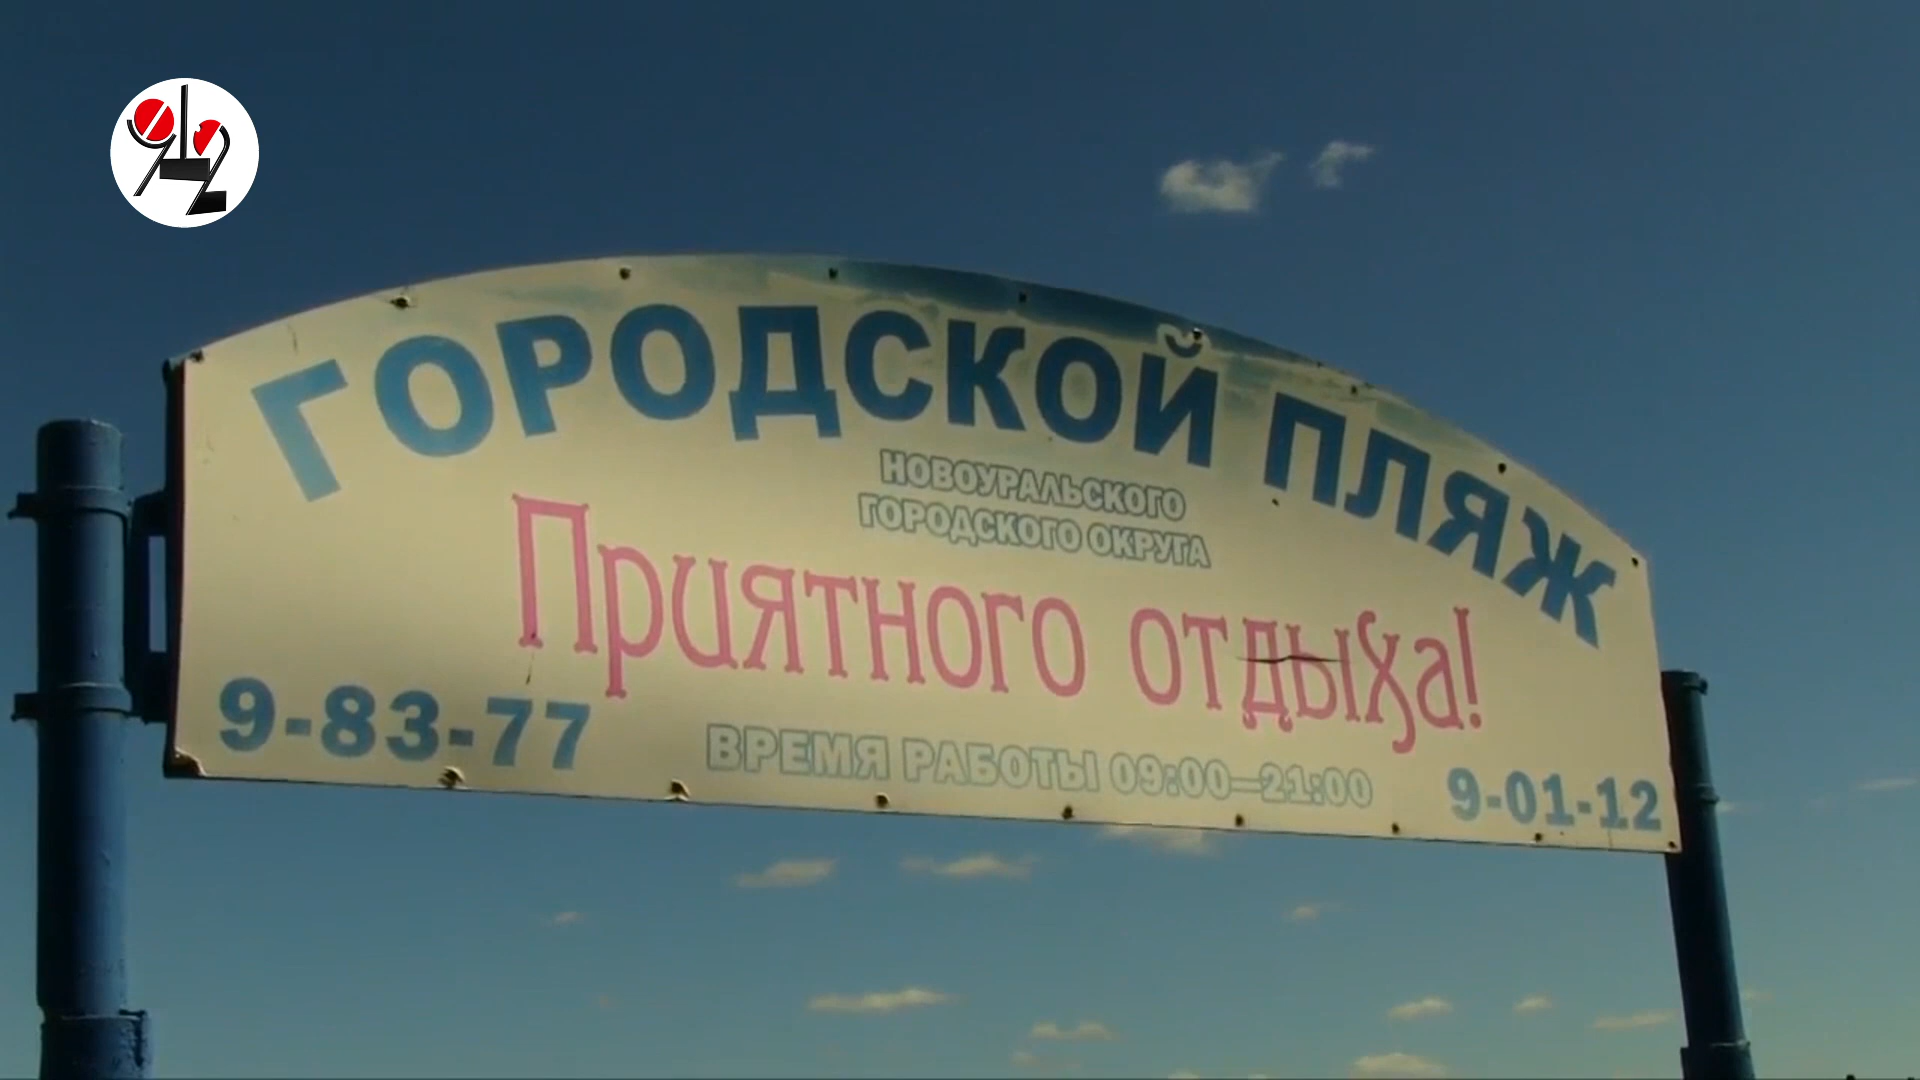 ГОРОДСКОЙ ПЛЯЖ
НОВОУРАЛЬСКОГО
ГОРОДСКОГО ОКРУГА
Приятного отдыха!
9-83-77
ВРЕМЯ РАБОТЫ 09:00—21:00
9-01-12